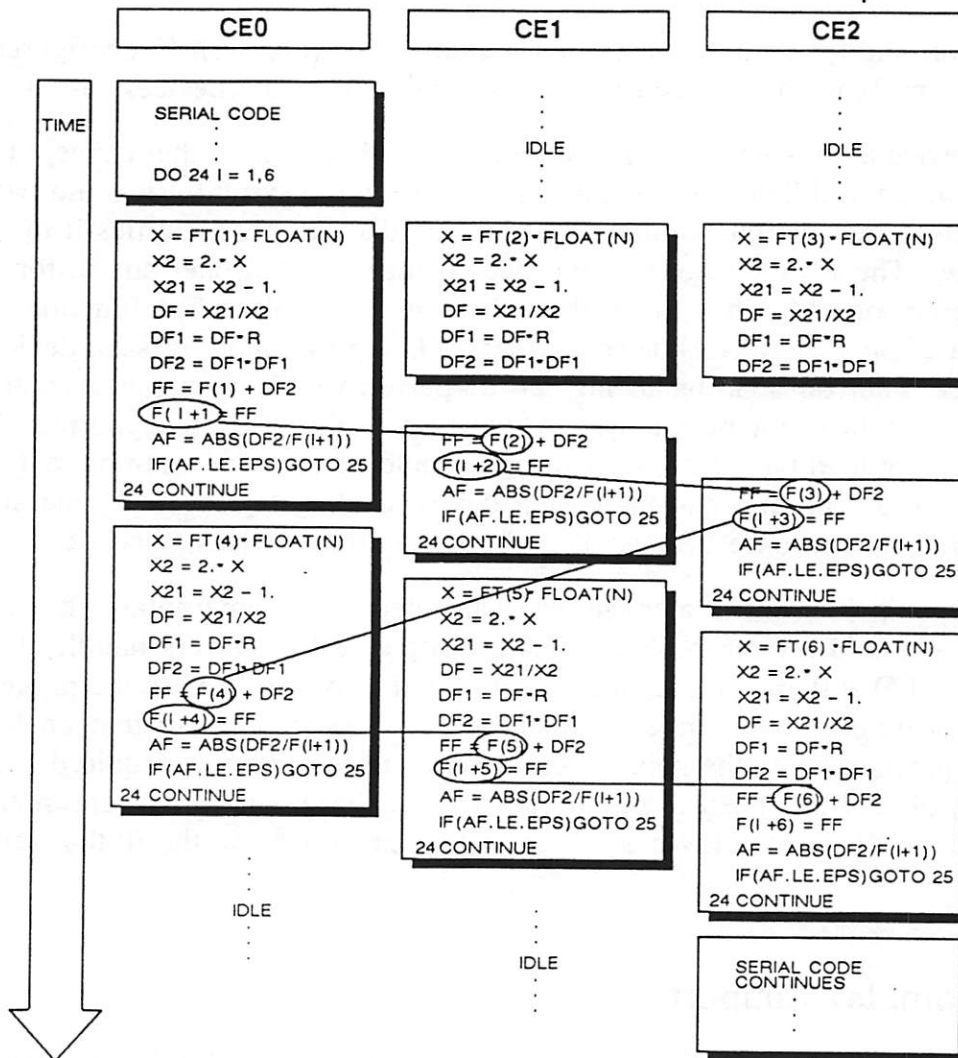 CE0
CE1
CE2
TIME
SERIAL CODE
DO 24 I = 1,6
IDLE
IDLE
X = FT(1)*FLOAT(N)
X2 = 2.* X
X21 = X2 - 1.
DF = X21/X2
DF1 = DF*R
DF2 = DF1*DF1
FF = F(1) + DF2
F( I +1 = FF
AF = ABS(DF2/F(I+1))
IF(AF.LE.EPS)GOTO 25
24 CONTINUE
X = FT(2)*FLOAT(N)
X2 = 2.* X
X21 = X2 - 1.
DF = X21/X2
DF1 = DF*R
DF2 = DF1*DF1
FF = F(2) + DF2
F(I +2) = FF
AF = ABS(DF2/F(I+1))
IF(AF.LE.EPS)GOTO 25
24 CONTINUE
X = FT(3)*FLOAT(N)
X2 = 2.* X
X21 = X2 - 1.
DF = X21/X2
DF1 = DF*R
DF2 = DF1*DF1
FF = F(3) + DF2
F(I +3) = FF
AF = ABS(DF2/F(I+1))
IF(AF.LE.EPS)GOTO 25
24 CONTINUE
X = FT(4)*FLOAT(N)
X2 = 2.* X
X21 = X2 - 1.
DF = X21/X2
DF1 = DF*R
DF2 = DF1*DF1
FF = F(4) + DF2
F(I +4) = FF
AF = ABS(DF2/F(I+1))
IF(AF.LE.EPS)GOTO 25
24 CONTINUE
IDLE
X = FT(5)* FLOAT(N)
X2 = 2.* X
X21 = X2 - 1.
DF = X21/X2
DF1 = DF*R
DF2 = DF1*DF1
FF = F(5) + DF2
F(I +5) = FF
AF = ABS(DF2/F(I+1))
IF(AF.LE.EPS)GOTO 25
24 CONTINUE
IDLE
X = FT(6)*FLOAT(N)
X2 = 2.* X
X21 = X2 - 1.
DF = X21/X2
DF1 = DF*R
DF2 = DF1*DF1
FF = F(6) + DF2
F(I +6) = FF
AF = ABS(DF2/F(I+1))
IF(AF.LE.EPS)GOTO 25
24 CONTINUE
SERIAL CODE
CONTINUES